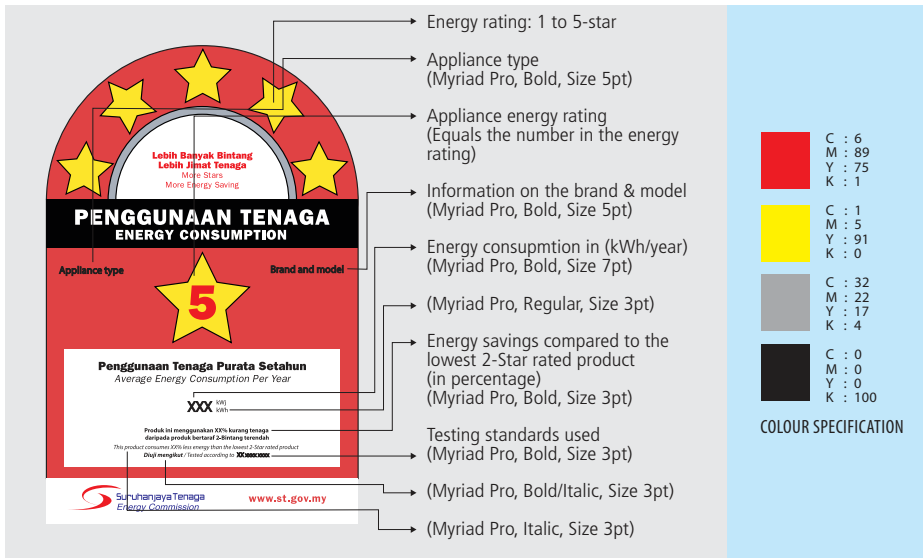 Lebih Banyak Bintang
Lebih Jimat Tenaga
More Stars
More Energy Saving
PENGGUNAAN TENAGA
ENERGY CONSUMPTION
Appliance type
Brand and model
5
Penggunaan Tenaga Purata Setahun
Average Energy Consumption Per Year
XXX kWj
kWh
Produk ini menggunakan XX% kurang tenaga
daripada produk bertaraf 2-Bintang terendah
This product consumes XX% less energy than the lowest 2-Star rated product
Diuji mengikut / Tested according to XX xxxx:xxxx
Suruhanjaya Tenaga
Energy Commission
www.st.gov.my
Energy rating: 1 to 5-star
Appliance type
(Myriad Pro, Bold, Size 5pt)
Appliance energy rating
(Equals the number in the energy
rating)
Information on the brand & model
(Myriad Pro, Bold, Size 5pt)
Energy consupmtion in (kWh/year)
(Myriad Pro, Bold, Size 7pt)
(Myriad Pro, Regular, Size 3pt)
Energy savings compared to the
lowest 2-Star rated product
(in percentage)
(Myriad Pro, Bold, Size 3pt)
Testing standards used
(Myriad Pro, Bold, Size 3pt)
(Myriad Pro, Bold/Italic, Size 3pt)
(Myriad Pro, Italic, Size 3pt)
C : 6
M : 89
Y : 75
K : 1
C : 1
M : 5
Y : 91
K : 0
C : 32
M : 22
Y : 17
K : 4
C : 0
M : 0
Y : 0
K : 100
COLOUR SPECIFICATION